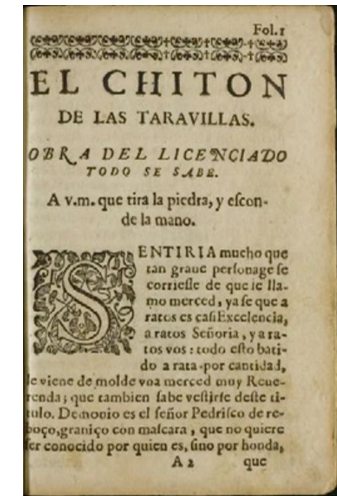 Fol.1
EL CHITON
DE LAS TARAVILLAS.
OBRA DEL LICENCIADO
TODO SE SABE.
A v.m. que tira la piedra, y escon-
de la mano.
SENTIRIA mucho que
tan graue personage se
corriesse de que le lla-
mo merced, ya se que a
ratos es casi Excelencia,
a ratos Señoria, y a ra-
tos vos: todo esto bati-
do a rata por cantidad,
le viene de molde voa merced muy Reue-
renda; que tambien sabe vestirse deste ti-
tulo. Demonio es el señor Pedrisco de re-
boço, graniço con mascara, que no quiere
ser conocido por quien es, sino por honda,
A 2 que